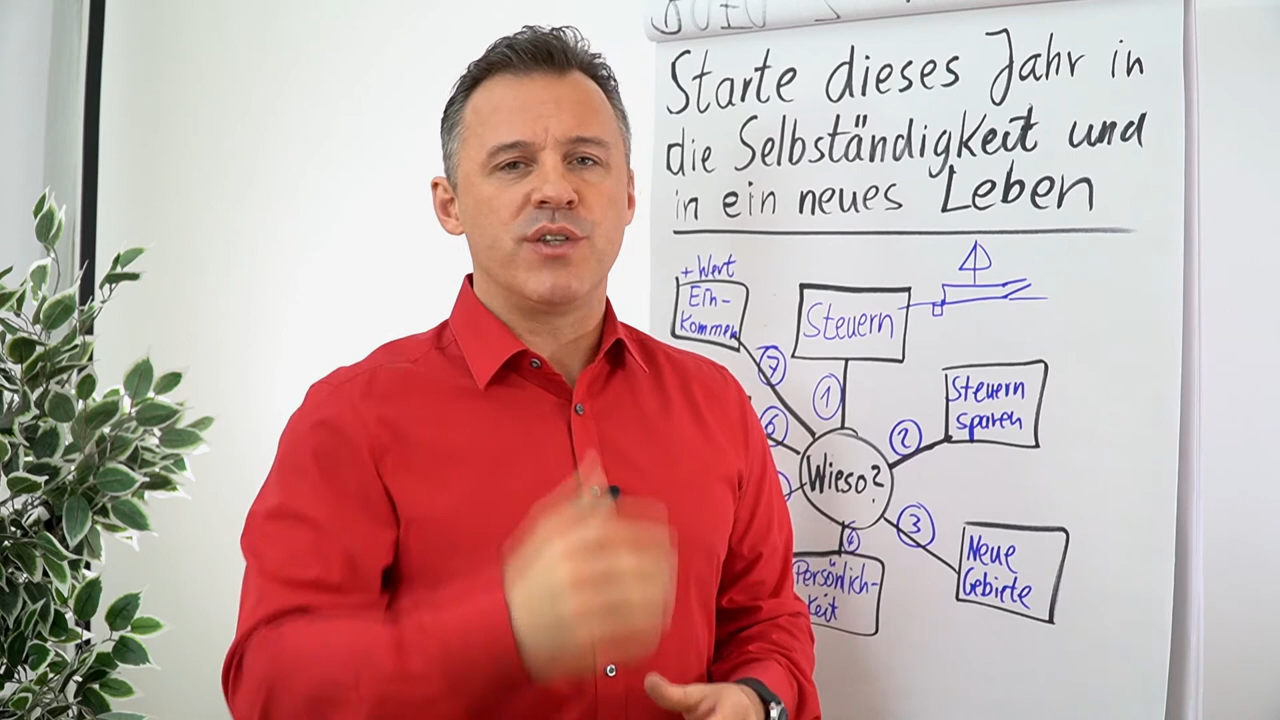 Starte dieses Jahr in
die Selbständigkeit und
in ein neues Leben
+ Wert
Ein-
kommen
Steuern
7
1
Steuern
sparen
6
2
Wieso?
3
4
Neue
Gebiete
Persönlich-
keit